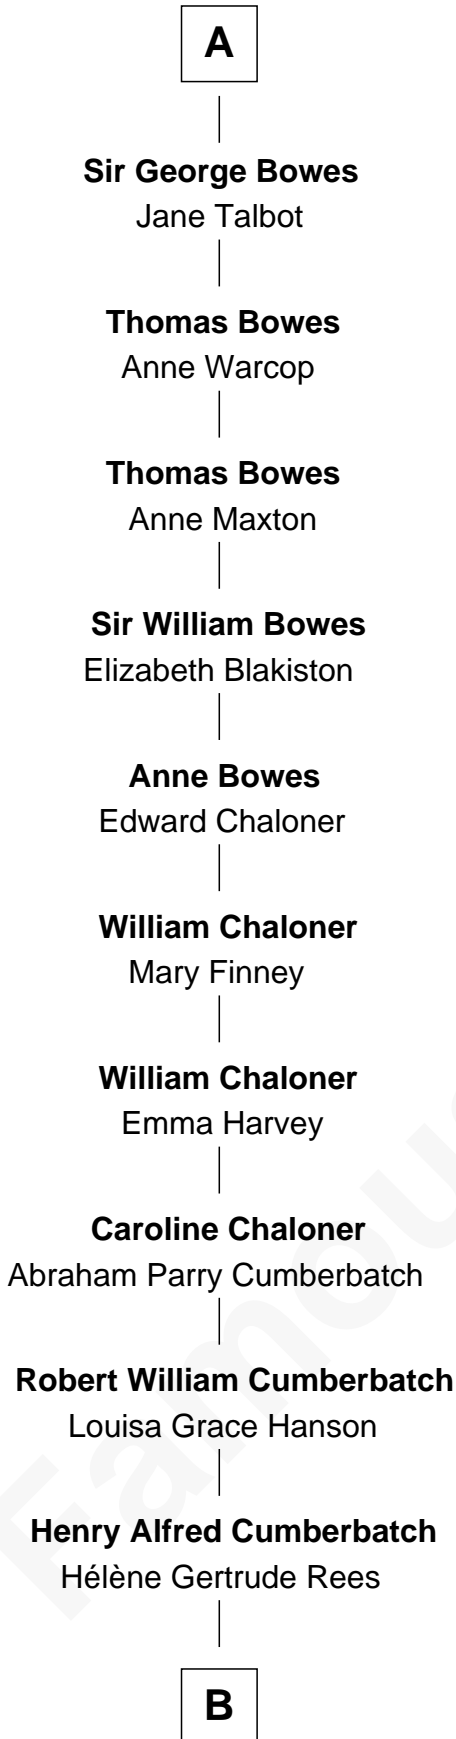 A
Sir George Bowes
Jane Talbot
Thomas Bowes
Anne Warcop
Thomas Bowes
Anne Maxton
Sir William Bowes
Elizabeth Blakiston
Anne Bowes
Edward Chaloner
William Chaloner
Mary Finney
William Chaloner
Emma Harvey
Caroline Chaloner
Abraham Parry Cumberbatch
Robert William Cumberbatch
Louisa Grace Hanson
Henry Alfred Cumberbatch
Hélène Gertrude Rees
B